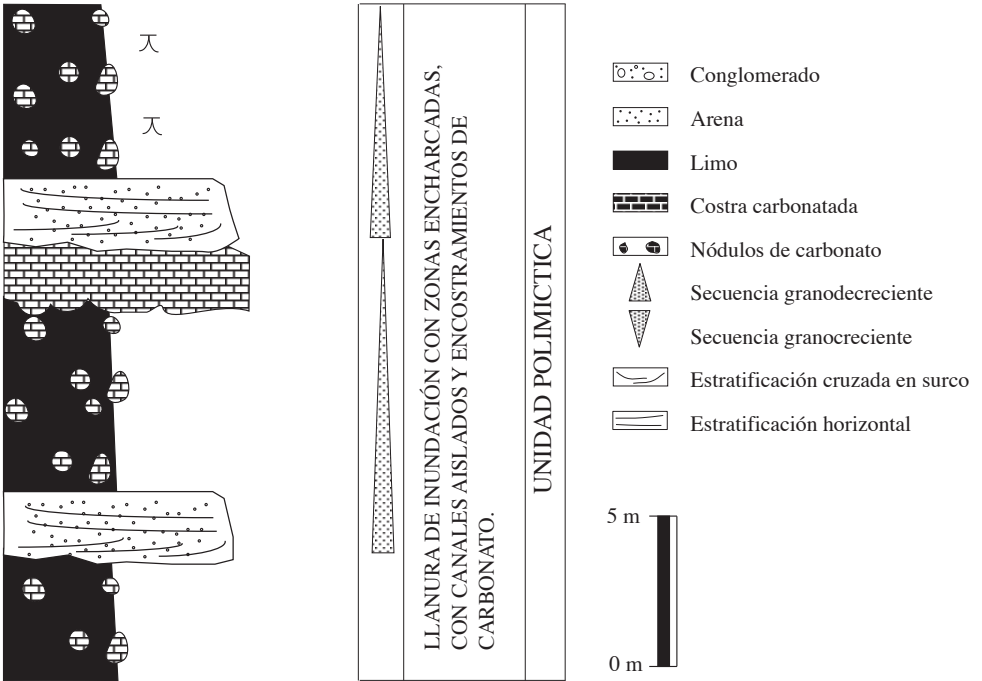 LLANURA DE INUNDACIÓN CON ZONAS ENCHARCADAS,
CON CANALES AISLADOS Y ENCOSTRAMIENTOS DE
CARBONATO.
UNIDAD POLIMICTICA
Conglomerado
Arena
Limo
Costra carbonatada
Nódulos de carbonato
Secuencia granodecreciente
Secuencia granocreciente
Estratificación cruzada en surco
Estratificación horizontal
5 m
0 m